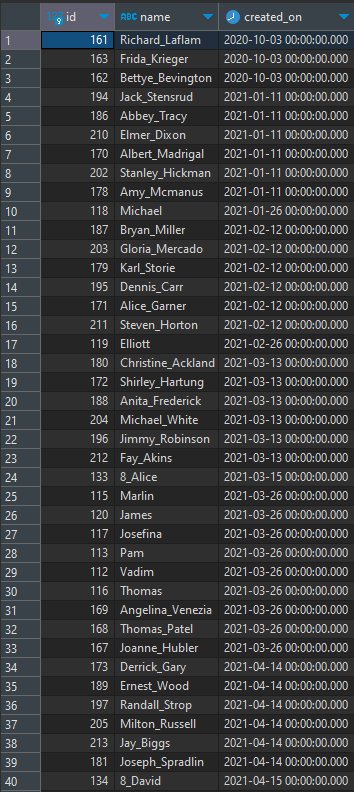 id name created_on
1 161 Richard_Laflam 2020-10-03 00:00:00.000
2 163 Frida_Krieger 2020-10-03 00:00:00.000
3 162 Bettye_Bevington 2020-10-03 00:00:00.000
4 194 Jack_Stensrud 2021-01-11 00:00:00.000
5 186 Abbey_Tracy 2021-01-11 00:00:00.000
6 210 Elmer_Dixon 2021-01-11 00:00:00.000
7 170 Albert_Madrigal 2021-01-11 00:00:00.000
8 202 Stanley_Hickman 2021-01-11 00:00:00.000
9 178 Amy_Mcmanus 2021-01-11 00:00:00.000
10 118 Michael 2021-01-26 00:00:00.000
11 187 Bryan_Miller 2021-02-12 00:00:00.000
12 203 Gloria_Mercado 2021-02-12 00:00:00.000
13 179 Karl_Storie 2021-02-12 00:00:00.000
14 195 Dennis_Carr 2021-02-12 00:00:00.000
15 171 Alice_Garner 2021-02-12 00:00:00.000
16 211 Steven_Horton 2021-02-12 00:00:00.000
17 119 Elliott 2021-02-26 00:00:00.000
18 180 Christine_Ackland 2021-03-13 00:00:00.000
19 172 Shirley_Hartung 2021-03-13 00:00:00.000
20 188 Anita_Frederick 2021-03-13 00:00:00.000
21 204 Michael_White 2021-03-13 00:00:00.000
22 196 Jimmy_Robinson 2021-03-13 00:00:00.000
23 212 Fay_Akins 2021-03-13 00:00:00.000
24 133 8_Alice 2021-03-15 00:00:00.000
25 115 Marlin 2021-03-26 00:00:00.000
26 120 James 2021-03-26 00:00:00.000
27 117 Josefina 2021-03-26 00:00:00.000
28 113 Pam 2021-03-26 00:00:00.000
29 112 Vadim 2021-03-26 00:00:00.000
30 116 Thomas 2021-03-26 00:00:00.000
31 169 Angelina_Venezia 2021-03-26 00:00:00.000
32 168 Thomas_Patel 2021-03-26 00:00:00.000
33 167 Joanne_Hubler 2021-03-26 00:00:00.000
34 173 Derrick_Gary 2021-04-14 00:00:00.000
35 189 Ernest_Wood 2021-04-14 00:00:00.000
36 197 Randall_Strop 2021-04-14 00:00:00.000
37 205 Milton_Russell 2021-04-14 00:00:00.000
38 213 Jay_Biggs 2021-04-14 00:00:00.000
39 181 Joseph_Spradlin 2021-04-14 00:00:00.000
40 134 8_David 2021-04-15 00:00:00.000